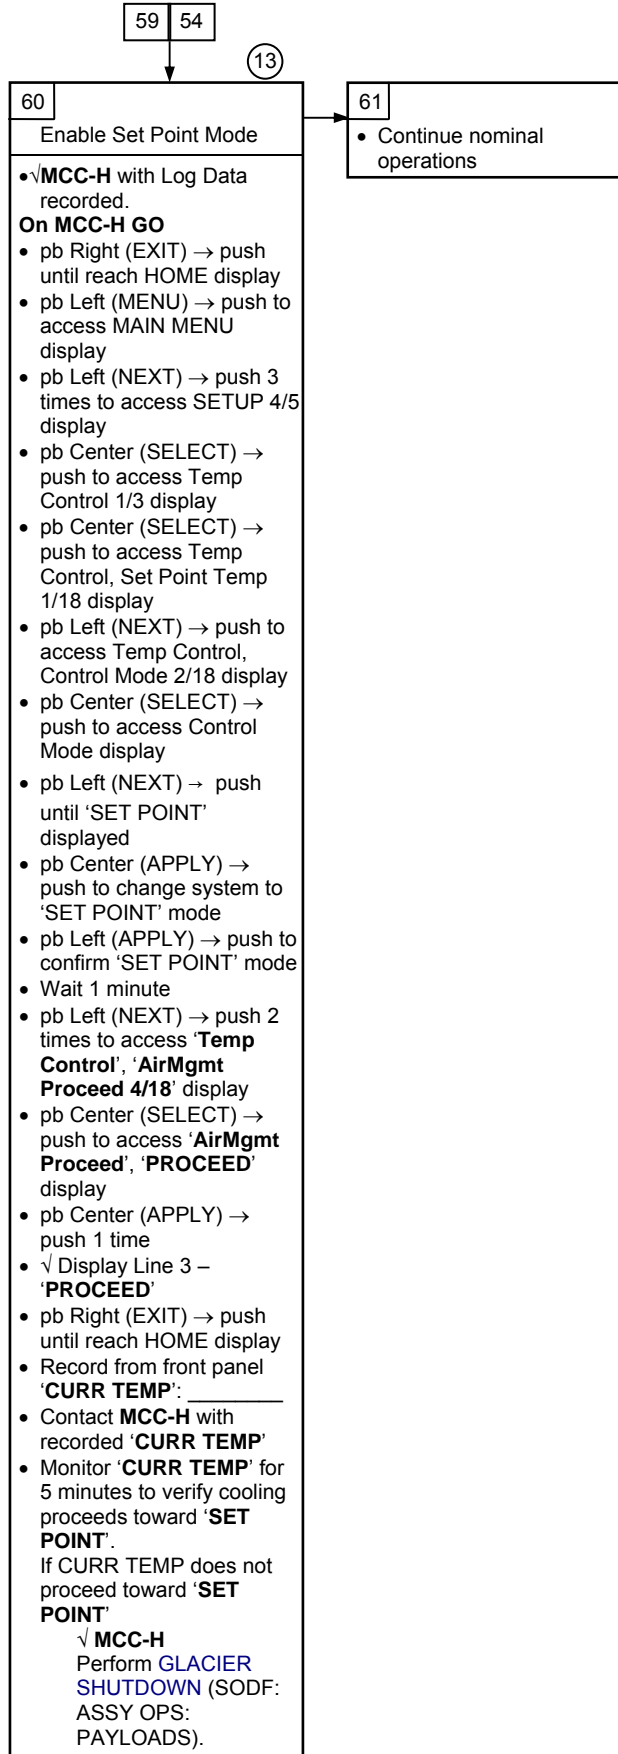 59 54
13
60
Enable Set Point Mode
•√MCC-H with Log Data
recorded.
On MCC-H GO
• pb Right (EXIT) → push
until reach HOME display
• pb Left (MENU) → push to
access MAIN MENU
display
• pb Left (NEXT) → push 3
times to access SETUP 4/5
display
• pb Center (SELECT) →
push to access Temp
Control 1/3 display
• pb Center (SELECT) →
push to access Temp
Control, Set Point Temp
1/18 display
• pb Left (NEXT) → push to
access Temp Control,
Control Mode 2/18 display
• pb Center (SELECT) →
push to access Control
Mode display
• pb Left (NEXT) → push
until ‘SET POINT’
displayed
• pb Center (APPLY) →
push to change system to
‘SET POINT’ mode
• pb Left (APPLY) → push to
confirm ‘SET POINT’ mode
• Wait 1 minute
• pb Left (NEXT) → push 2
times to access ‘Temp
Control’, ‘AirMgmt
Proceed 4/18’ display
• pb Center (SELECT) →
push to access ‘AirMgmt
Proceed’, ‘PROCEED’
display
• pb Center (APPLY) →
push 1 time
• √ Display Line 3 –
‘PROCEED’
• pb Right (EXIT) → push
until reach HOME display
• Record from front panel
‘CURR TEMP’: ________
• Contact MCC-H with
recorded ‘CURR TEMP’
• Monitor ‘CURR TEMP’ for
5 minutes to verify cooling
proceeds toward ‘SET
POINT’.
If CURR TEMP does not
proceed toward ‘SET
POINT’
√ MCC-H
Perform GLACIER
SHUTDOWN (SODF:
ASSY OPS:
PAYLOADS).
61
• Continue nominal
operations